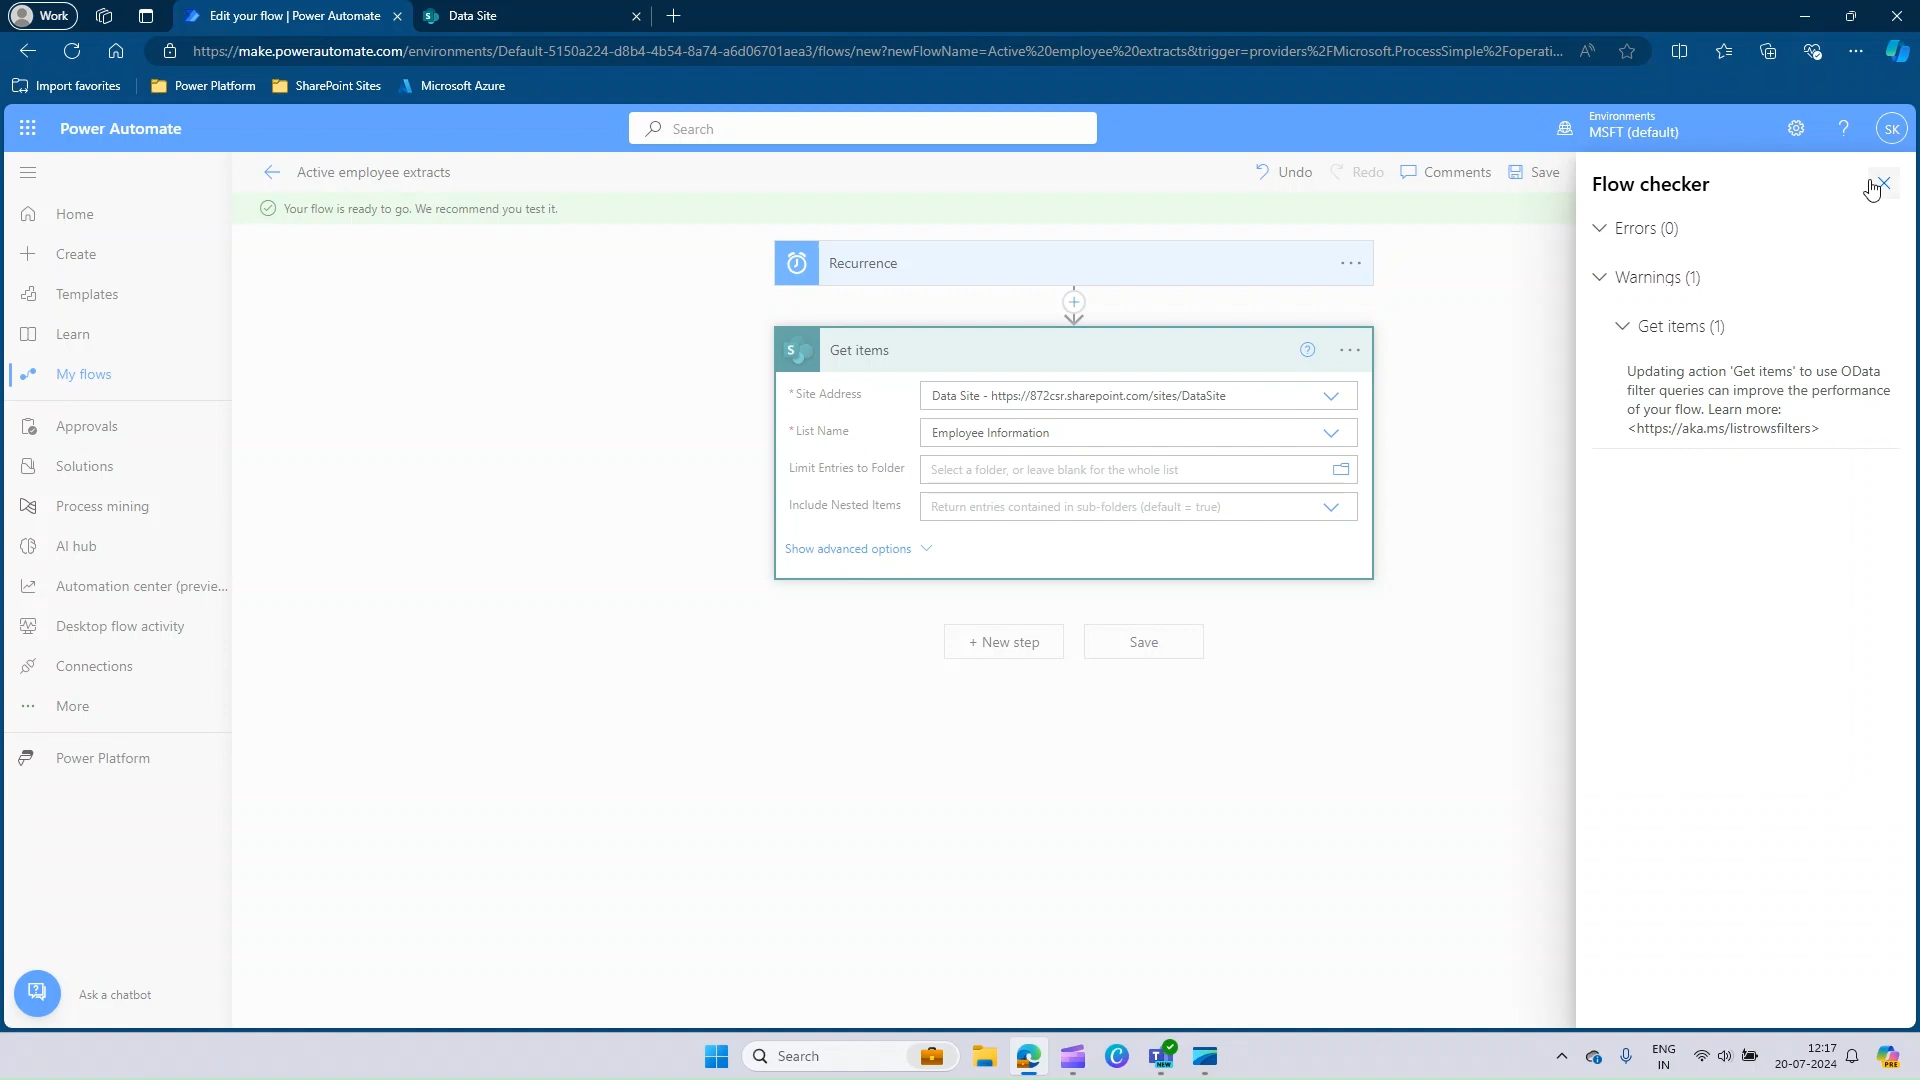 Work
Edit your flow | Power Automate
Data Site
https://make.powerautomate.com/environments/Default-5150a224-d8b4-4b54-8a74-a6d06701aea3/flows/new?newFlowName=Active%20employee%20extracts&trigger=providers%2FMicrosoft.ProcessSimple%2Foperati...
Import favorites
Power Platform
SharePoint Sites
Microsoft Azure
Power Automate
Search
Environments
MSFT (default)
SK
Active employee extracts
Undo
Redo
Comments
Save
Your flow is ready to go. We recommend you test it.
Home
Create
Templates
Learn
My flows
Approvals
Solutions
Process mining
AI hub
Automation center (previe...
Desktop flow activity
Connections
More
Power Platform
Ask a chatbot
Recurrence
Get items
* Site Address
Data Site - https://872csr.sharepoint.com/sites/DataSite
* List Name
Employee Information
Limit Entries to Folder
Select a folder, or leave blank for the whole list
Include Nested Items
Return entries contained in sub-folders (default = true)
Show advanced options
+ New step
Save
Flow checker
Errors (0)
Warnings (1)
Get items (1)
Updating action 'Get items' to use OData
filter queries can improve the performance
of your flow. Learn more:
<https://aka.ms/listrowsfilters>
Search
NEW
ENG
IN
12:17
20-07-2024
PRE